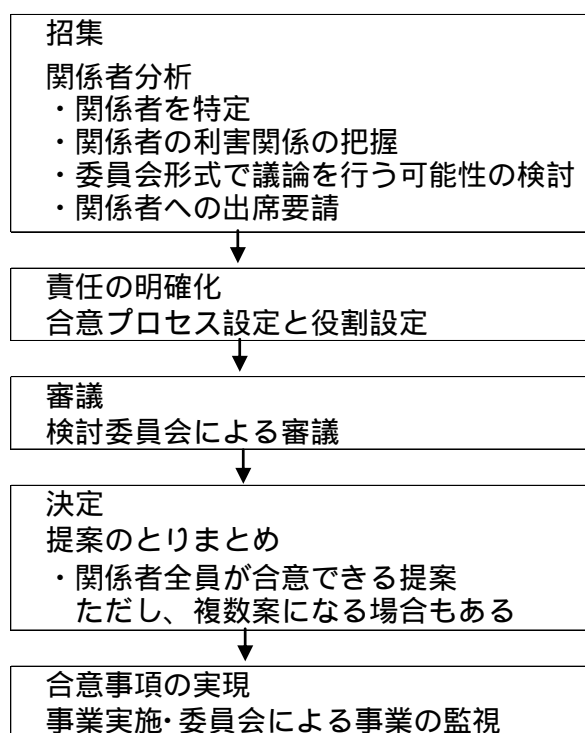 招集
関係者分析
・関係者を特定
・関係者の利害関係の把握
・委員会形式で議論を行う可能性の検討
・関係者への出席要請
責任の明確化
合意プロセス設定と役割設定
審議
検討委員会による審議
決定
提案のとりまとめ
・関係者全員が合意できる提案
ただし、複数案になる場合もある
合意事項の実現
事業実施・委員会による事業の監視